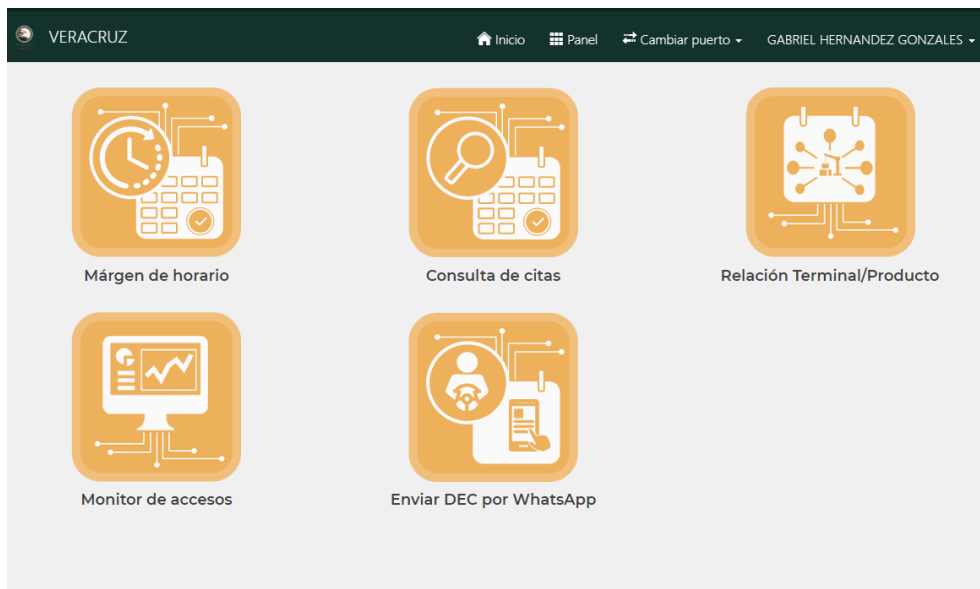 VERACRUZ
Inicio
Panel
Cambiar puerto
GABRIEL HERNANDEZ GONZALES
Márgen de horario
Consulta de citas
Relación Terminal/Producto
Monitor de accesos
Enviar DEC por WhatsApp